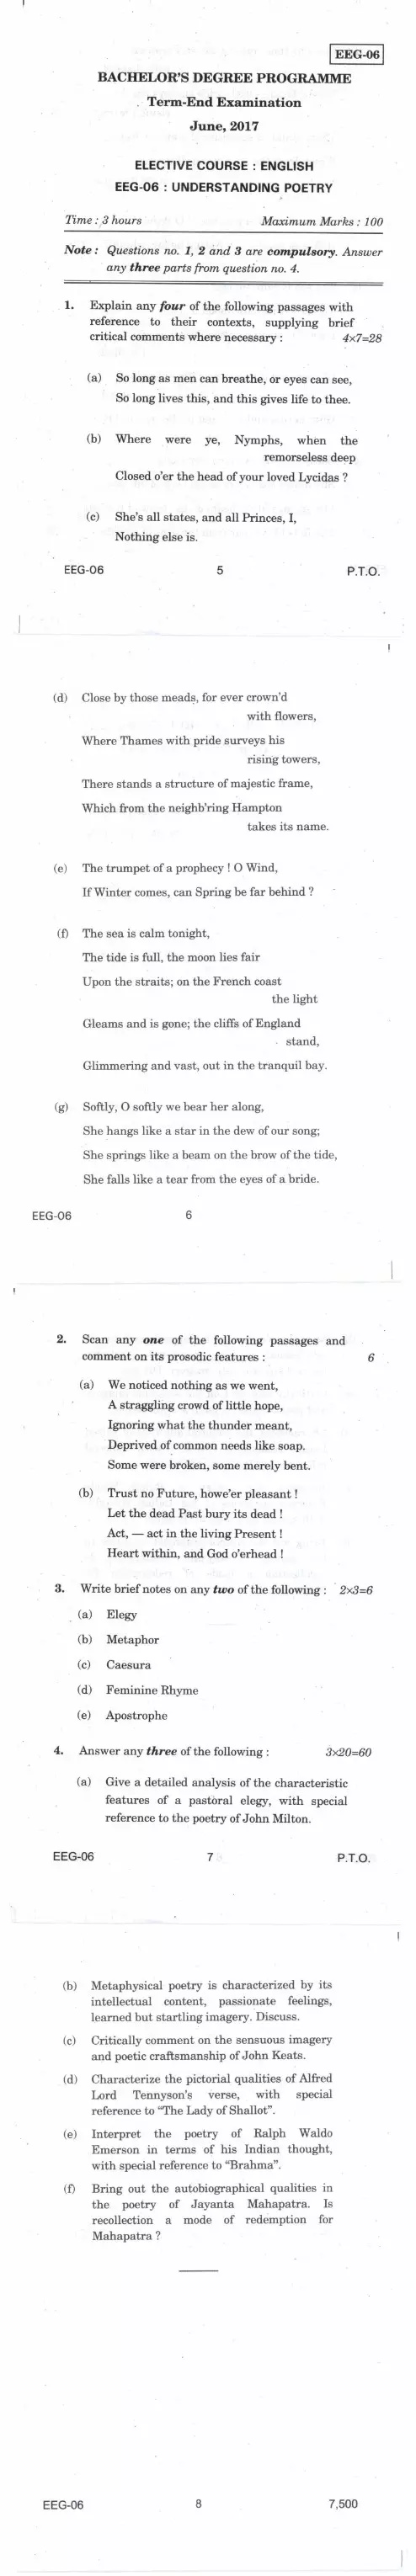 EEG-06
BACHELOR'S DEGREE PROGRAMME
Term-End Examination
June, 2017
ELECTIVE COURSE : ENGLISH
EEG-06 : UNDERSTANDING POETRY
Time : 3 hours Maximum Marks : 100
Note : Questions no. 1, 2 and 3 are compulsory. Answer
any three parts from question no. 4.
1. Explain any four of the following passages with
reference to their contexts, supplying brief
critical comments where necessary : 4×7=28
(a) So long as men can breathe, or eyes can see,
So long lives this, and this gives life to thee.
(b) Where were ye, Nymphs, when the
remorseless deep
Closed o'er the head of your loved Lycidas ?
(c) She's all states, and all Princes, I,
Nothing else is.
EEG-06 5 P.T.O.
(d) Close by those meads, for ever crown'd
with flowers,
Where Thames with pride surveys his
rising towers,
There stands a structure of majestic frame,
Which from the neighb'ring Hampton
takes its name.
(e) The trumpet of a prophecy ! O Wind,
If Winter comes, can Spring be far behind ?
(f) The sea is calm tonight,
The tide is full, the moon lies fair
Upon the straits; on the French coast
the light
Gleams and is gone; the cliffs of England
stand,
Glimmering and vast, out in the tranquil bay.
(g) Softly, O softly we bear her along,
She hangs like a star in the dew of our song;
She springs like a beam on the brow of the tide,
She falls like a tear from the eyes of a bride.
EEG-06 6
2. Scan any one of the following passages and
comment on its prosodic features : 6
(a) We noticed nothing as we went,
A straggling crowd of little hope,
Ignoring what the thunder meant,
Deprived of common needs like soap.
Some were broken, some merely bent.
(b) Trust no Future, howe'er pleasant !
Let the dead Past bury its dead !
Act, — act in the living Present !
Heart within, and God o'erhead !
3. Write brief notes on any two of the following : 2×3=6
(a) Elegy
(b) Metaphor
(c) Caesura
(d) Feminine Rhyme
(e) Apostrophe
4. Answer any three of the following : 3×20=60
(a) Give a detailed analysis of the characteristic
features of a pastoral elegy, with special
reference to the poetry of John Milton.
EEG-06 7 P.T.O.
(b) Metaphysical poetry is characterized by its
intellectual content, passionate feelings,
learned but startling imagery. Discuss.
(c) Critically comment on the sensuous imagery
and poetic craftsmanship of John Keats.
(d) Characterize the pictorial qualities of Alfred
Lord Tennyson's verse, with special
reference to "The Lady of Shallot".
(e) Interpret the poetry of Ralph Waldo
Emerson in terms of his Indian thought,
with special reference to "Brahma".
(f) Bring out the autobiographical qualities in
the poetry of Jayanta Mahapatra. Is
recollection a mode of redemption for
Mahapatra ?
EEG-06 8 7,500